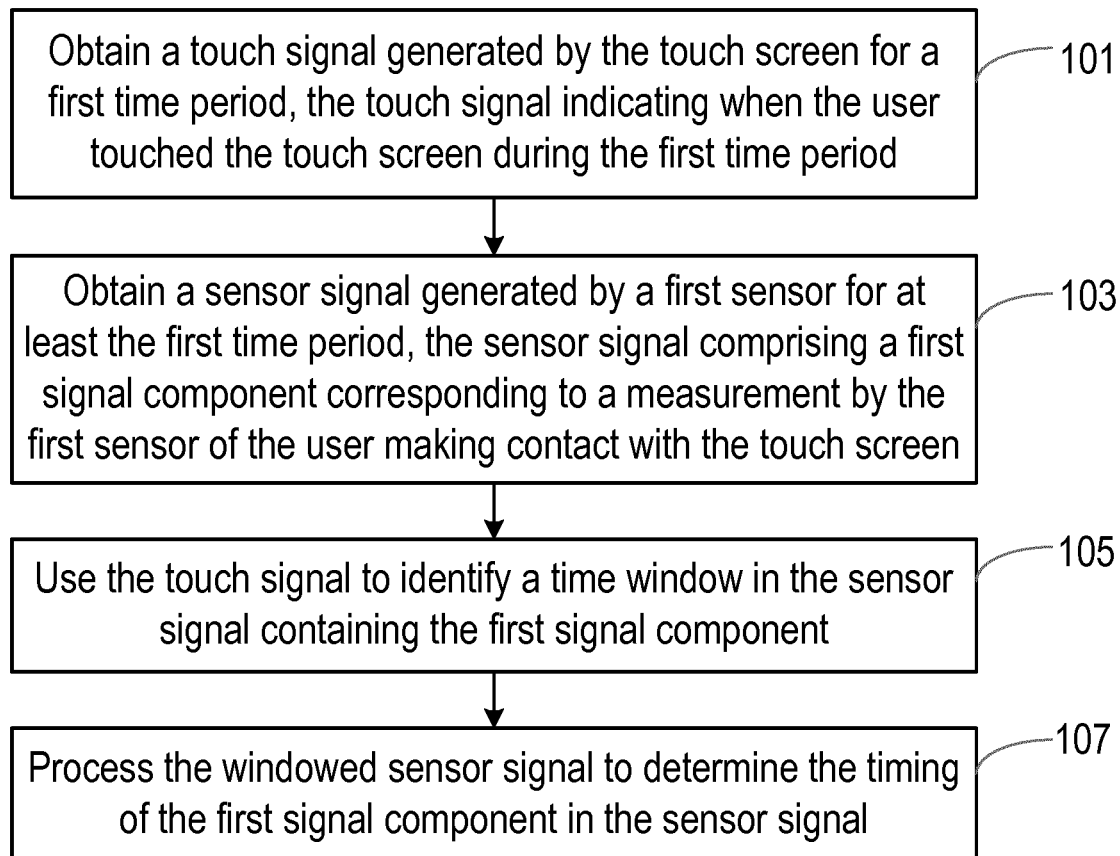 Obtain a touch signal generated by the touch screen for a
first time period, the touch signal indicating when the user
touched the touch screen during the first time period
101
Obtain a sensor signal generated by a first sensor for at
least the first time period, the sensor signal comprising a first
signal component corresponding to a measurement by the
first sensor of the user making contact with the touch screen
103
Use the touch signal to identify a time window in the sensor
signal containing the first signal component
105
Process the windowed sensor signal to determine the timing
of the first signal component in the sensor signal
107